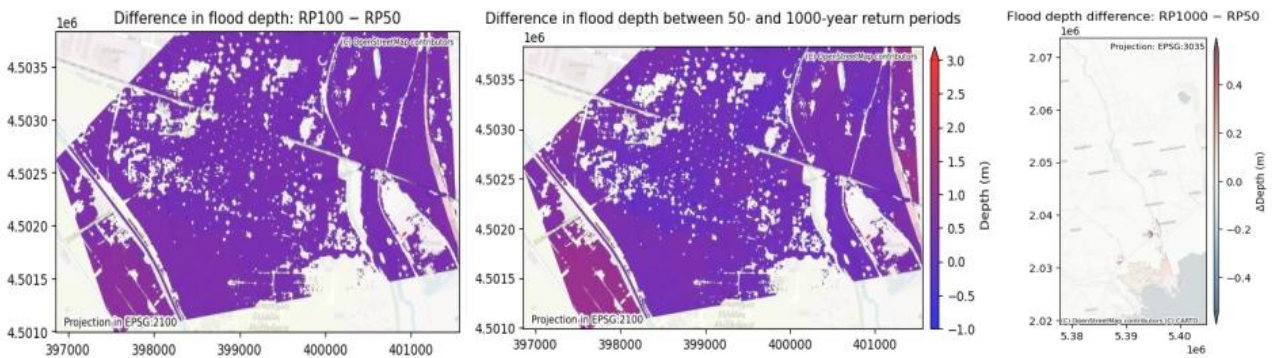 Difference in flood depth: RP100 − RP50
1e6
(C) OpenStreetMap contributors
4.5035
4.5030
4.5025
4.5020
4.5015
4.5010
Projection in EPSG:2100
397000 398000 399000 400000 401000
Difference in flood depth between 50- and 1000-year return periods
1e6
(C) OpenStreetMap contributors
4.5035
4.5030
4.5025
4.5020
4.5015
4.5010
Projection in EPSG:2100
397000 398000 399000 400000 401000
3.0
2.5
2.0
1.5
1.0
0.5
0.0
−0.5
−1.0
Depth (m)
Flood depth difference: RP1000 − RP50
1e6
Projection: EPSG:3035
2.07
2.06
2.05
2.04
2.03
2.02
(C) OpenStreetMap contributors (C) CARTO
5.38 5.39 5.40
1e6
0.4
0.2
0.0
−0.2
−0.4
ΔDepth (m)